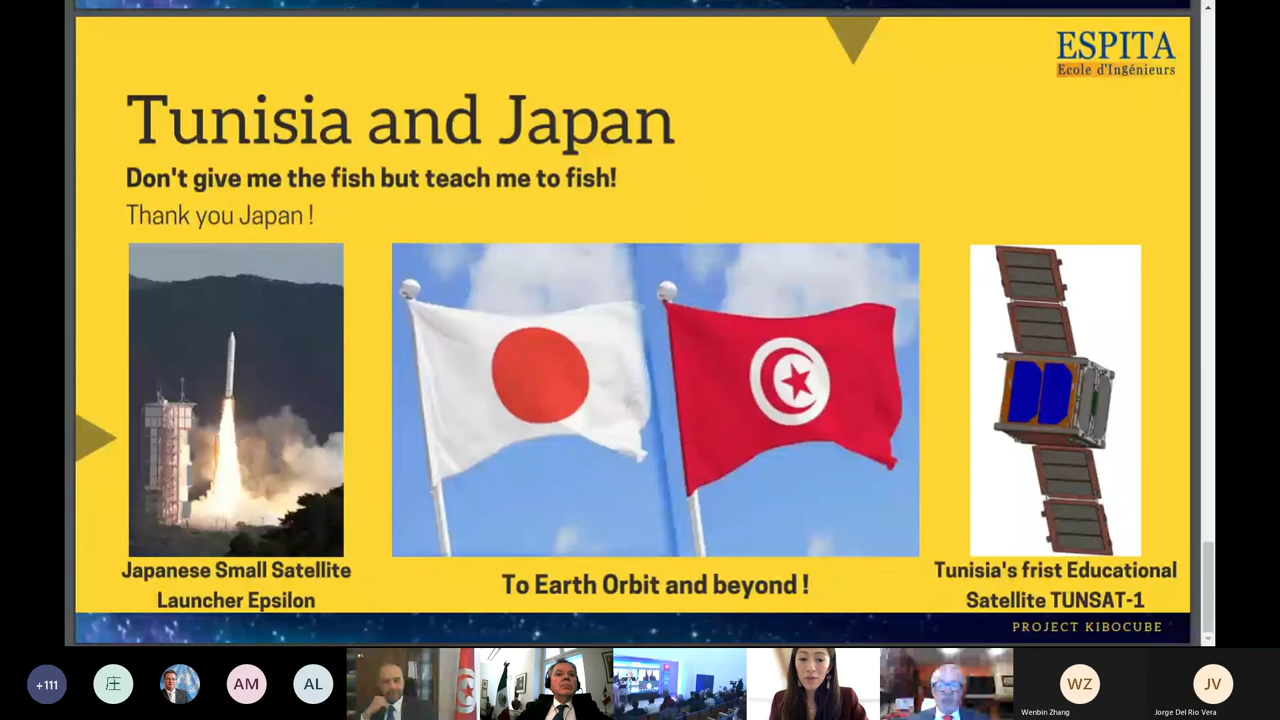 ESPITA
Ecole d'Ingénieurs
Tunisia and Japan
Don't give me the fish but teach me to fish!
Thank you Japan !
Japanese Small Satellite
Launcher Epsilon
To Earth Orbit and beyond !
Tunisia's frist Educational
Satellite TUNSAT-1
PROJECT KIBOCUBE
+111
庄
AM
AL
WZ
Wenbin Zhang
JV
Jorge Del Rio Vera